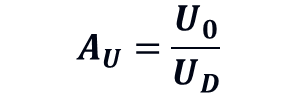 A_U = U_0 / U_D